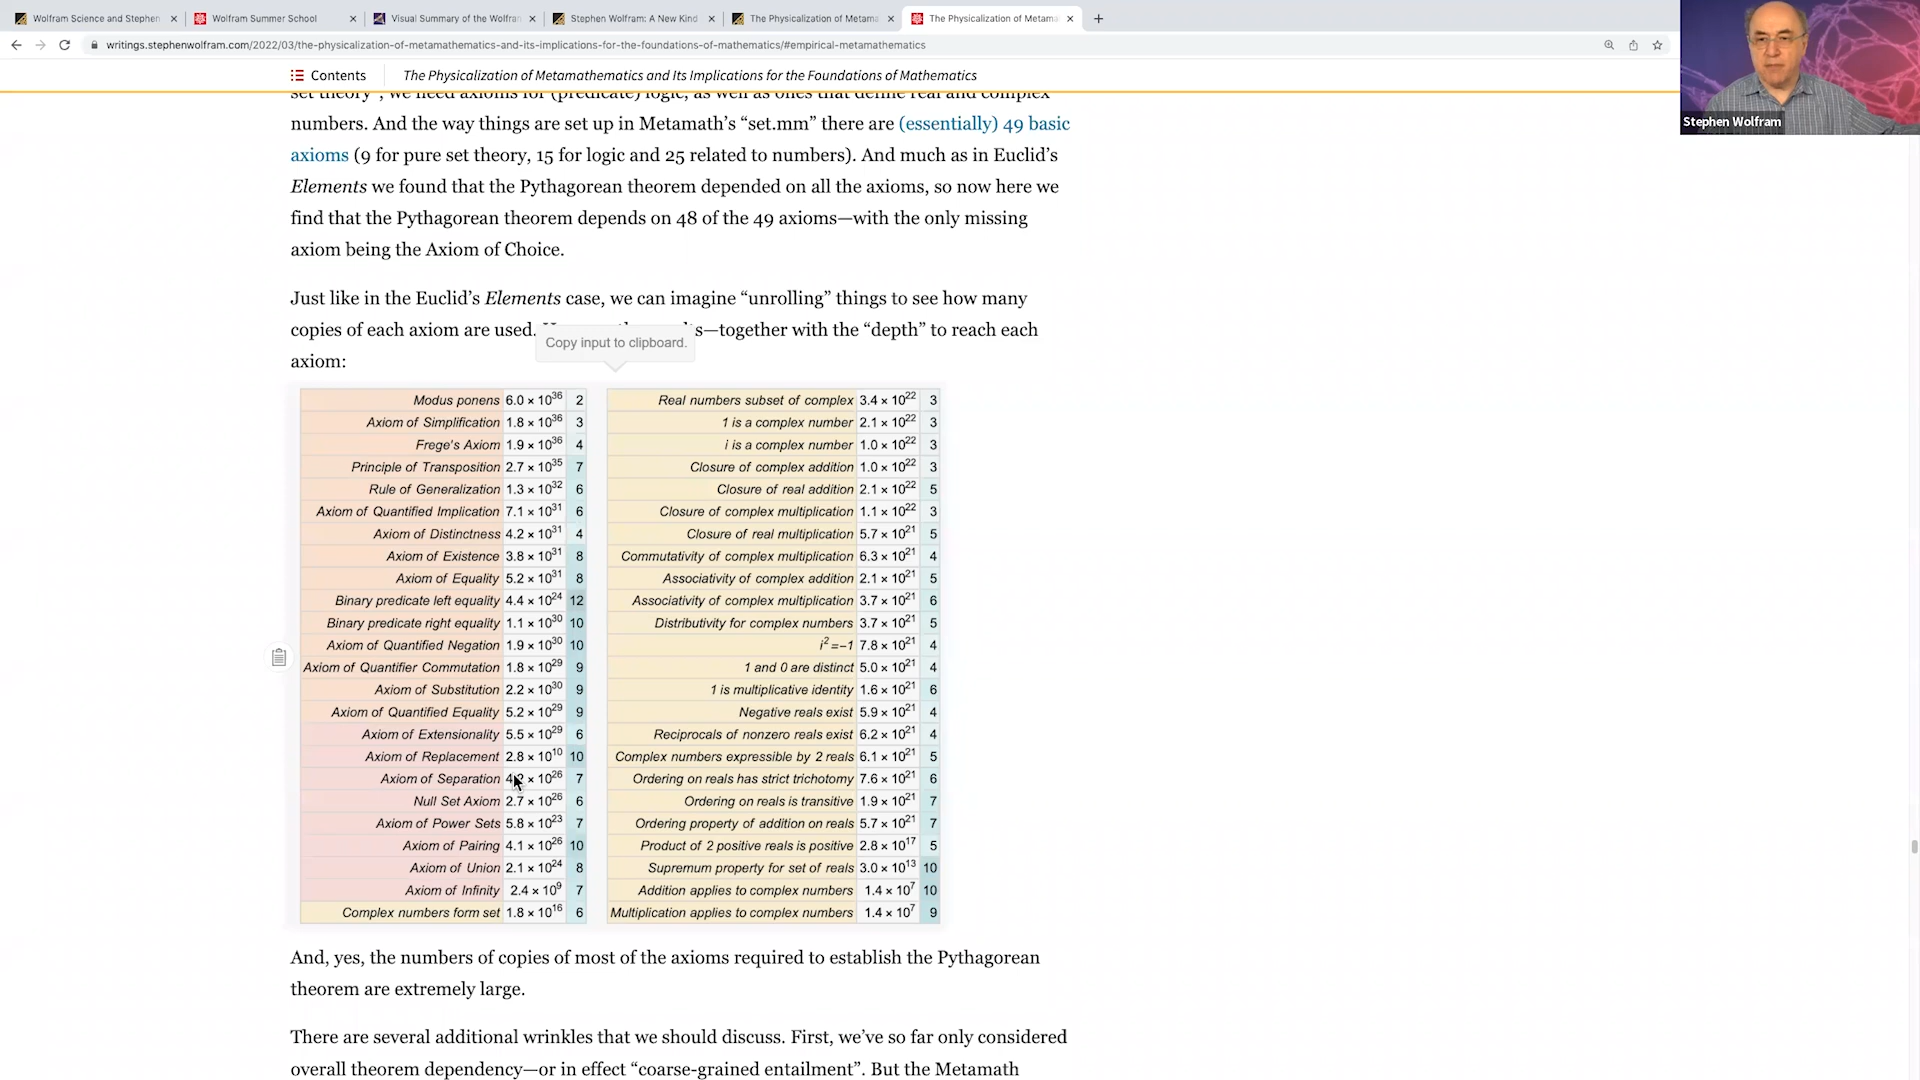 Wolfram Science and Stephen
Wolfram Summer School
Visual Summary of the Wolfran
Stephen Wolfram: A New Kind
The Physicalization of Metama
The Physicalization of Metama
writings.stephenwolfram.com/2022/03/the-physicalization-of-metamathematics-and-its-implications-for-the-foundations-of-mathematics/#empirical-metamathematics
Stephen Wolfram
Contents
The Physicalization of Metamathematics and Its Implications for the Foundations of Mathematics
set theory", we need axioms for (predicate) logic, as well as ones that define real and complex
numbers. And the way things are set up in Metamath's “set.mm” there are (essentially) 49 basic
axioms (9 for pure set theory, 15 for logic and 25 related to numbers). And much as in Euclid's
Elements we found that the Pythagorean theorem depended on all the axioms, so now here we
find that the Pythagorean theorem depends on 48 of the 49 axioms—with the only missing
axiom being the Axiom of Choice.
Just like in the Euclid's Elements case, we can imagine “unrolling” things to see how many
copies of each axiom are used. —together with the “depth” to reach each
Copy input to clipboard.
axiom:
Modus ponens 6.0 × 10^36 2
Axiom of Simplification 1.8 × 10^36 3
Frege's Axiom 1.9 × 10^36 4
Principle of Transposition 2.7 × 10^35 7
Rule of Generalization 1.3 × 10^32 6
Axiom of Quantified Implication 7.1 × 10^31 6
Axiom of Distinctness 4.2 × 10^31 4
Axiom of Existence 3.8 × 10^31 8
Axiom of Equality 5.2 × 10^31 8
Binary predicate left equality 4.4 × 10^24 12
Binary predicate right equality 1.1 × 10^30 10
Axiom of Quantified Negation 1.9 × 10^30 10
Axiom of Quantifier Commutation 1.8 × 10^29 9
Axiom of Substitution 2.2 × 10^30 9
Axiom of Quantified Equality 5.2 × 10^29 9
Axiom of Extensionality 5.5 × 10^29 6
Axiom of Replacement 2.8 × 10^10 10
Axiom of Separation × 10^26 7
Null Set Axiom 2.7 × 10^26 6
Axiom of Power Sets 5.8 × 10^23 7
Axiom of Pairing 4.1 × 10^26 10
Axiom of Union 2.1 × 10^24 8
Axiom of Infinity 2.4 × 10^9 7
Complex numbers form set 1.8 × 10^16 6
Real numbers subset of complex 3.4 × 10^22 3
1 is a complex number 2.1 × 10^22 3
i is a complex number 1.0 × 10^22 3
Closure of complex addition 1.0 × 10^22 3
Closure of real addition 2.1 × 10^22 5
Closure of complex multiplication 1.1 × 10^22 3
Closure of real multiplication 5.7 × 10^21 5
Commutativity of complex multiplication 6.3 × 10^21 4
Associativity of complex addition 2.1 × 10^21 5
Associativity of complex multiplication 3.7 × 10^21 6
Distributivity for complex numbers 3.7 × 10^21 5
i^2=−1 7.8 × 10^21 4
1 and 0 are distinct 5.0 × 10^21 4
1 is multiplicative identity 1.6 × 10^21 6
Negative reals exist 5.9 × 10^21 4
Reciprocals of nonzero reals exist 6.2 × 10^21 4
Complex numbers expressible by 2 reals 6.1 × 10^21 5
Ordering on reals has strict trichotomy 7.6 × 10^21 6
Ordering on reals is transitive 1.9 × 10^21 7
Ordering property of addition on reals 5.7 × 10^21 7
Product of 2 positive reals is positive 2.8 × 10^17 5
Supremum property for set of reals 3.0 × 10^13 10
Addition applies to complex numbers 1.4 × 10^7 10
Multiplication applies to complex numbers 1.4 × 10^7 9
And, yes, the numbers of copies of most of the axioms required to establish the Pythagorean
theorem are extremely large.
There are several additional wrinkles that we should discuss. First, we've so far only considered
overall theorem dependency—or in effect “coarse-grained entailment”. But the Metamath